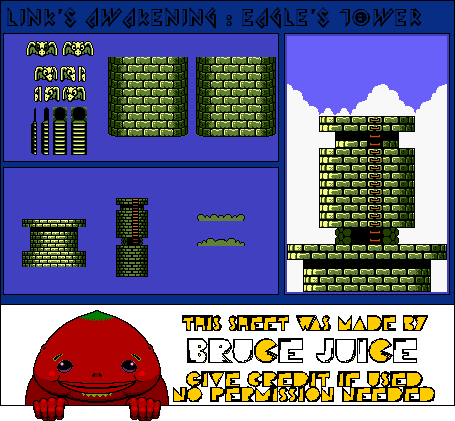 LINK'S AWAKENING : EAGLE'S TOWER
THIS SHEET WAS MADE BY
BRUCE JUICE
GIVE CREDIT IF USED
NO PERMISSION NEEDED